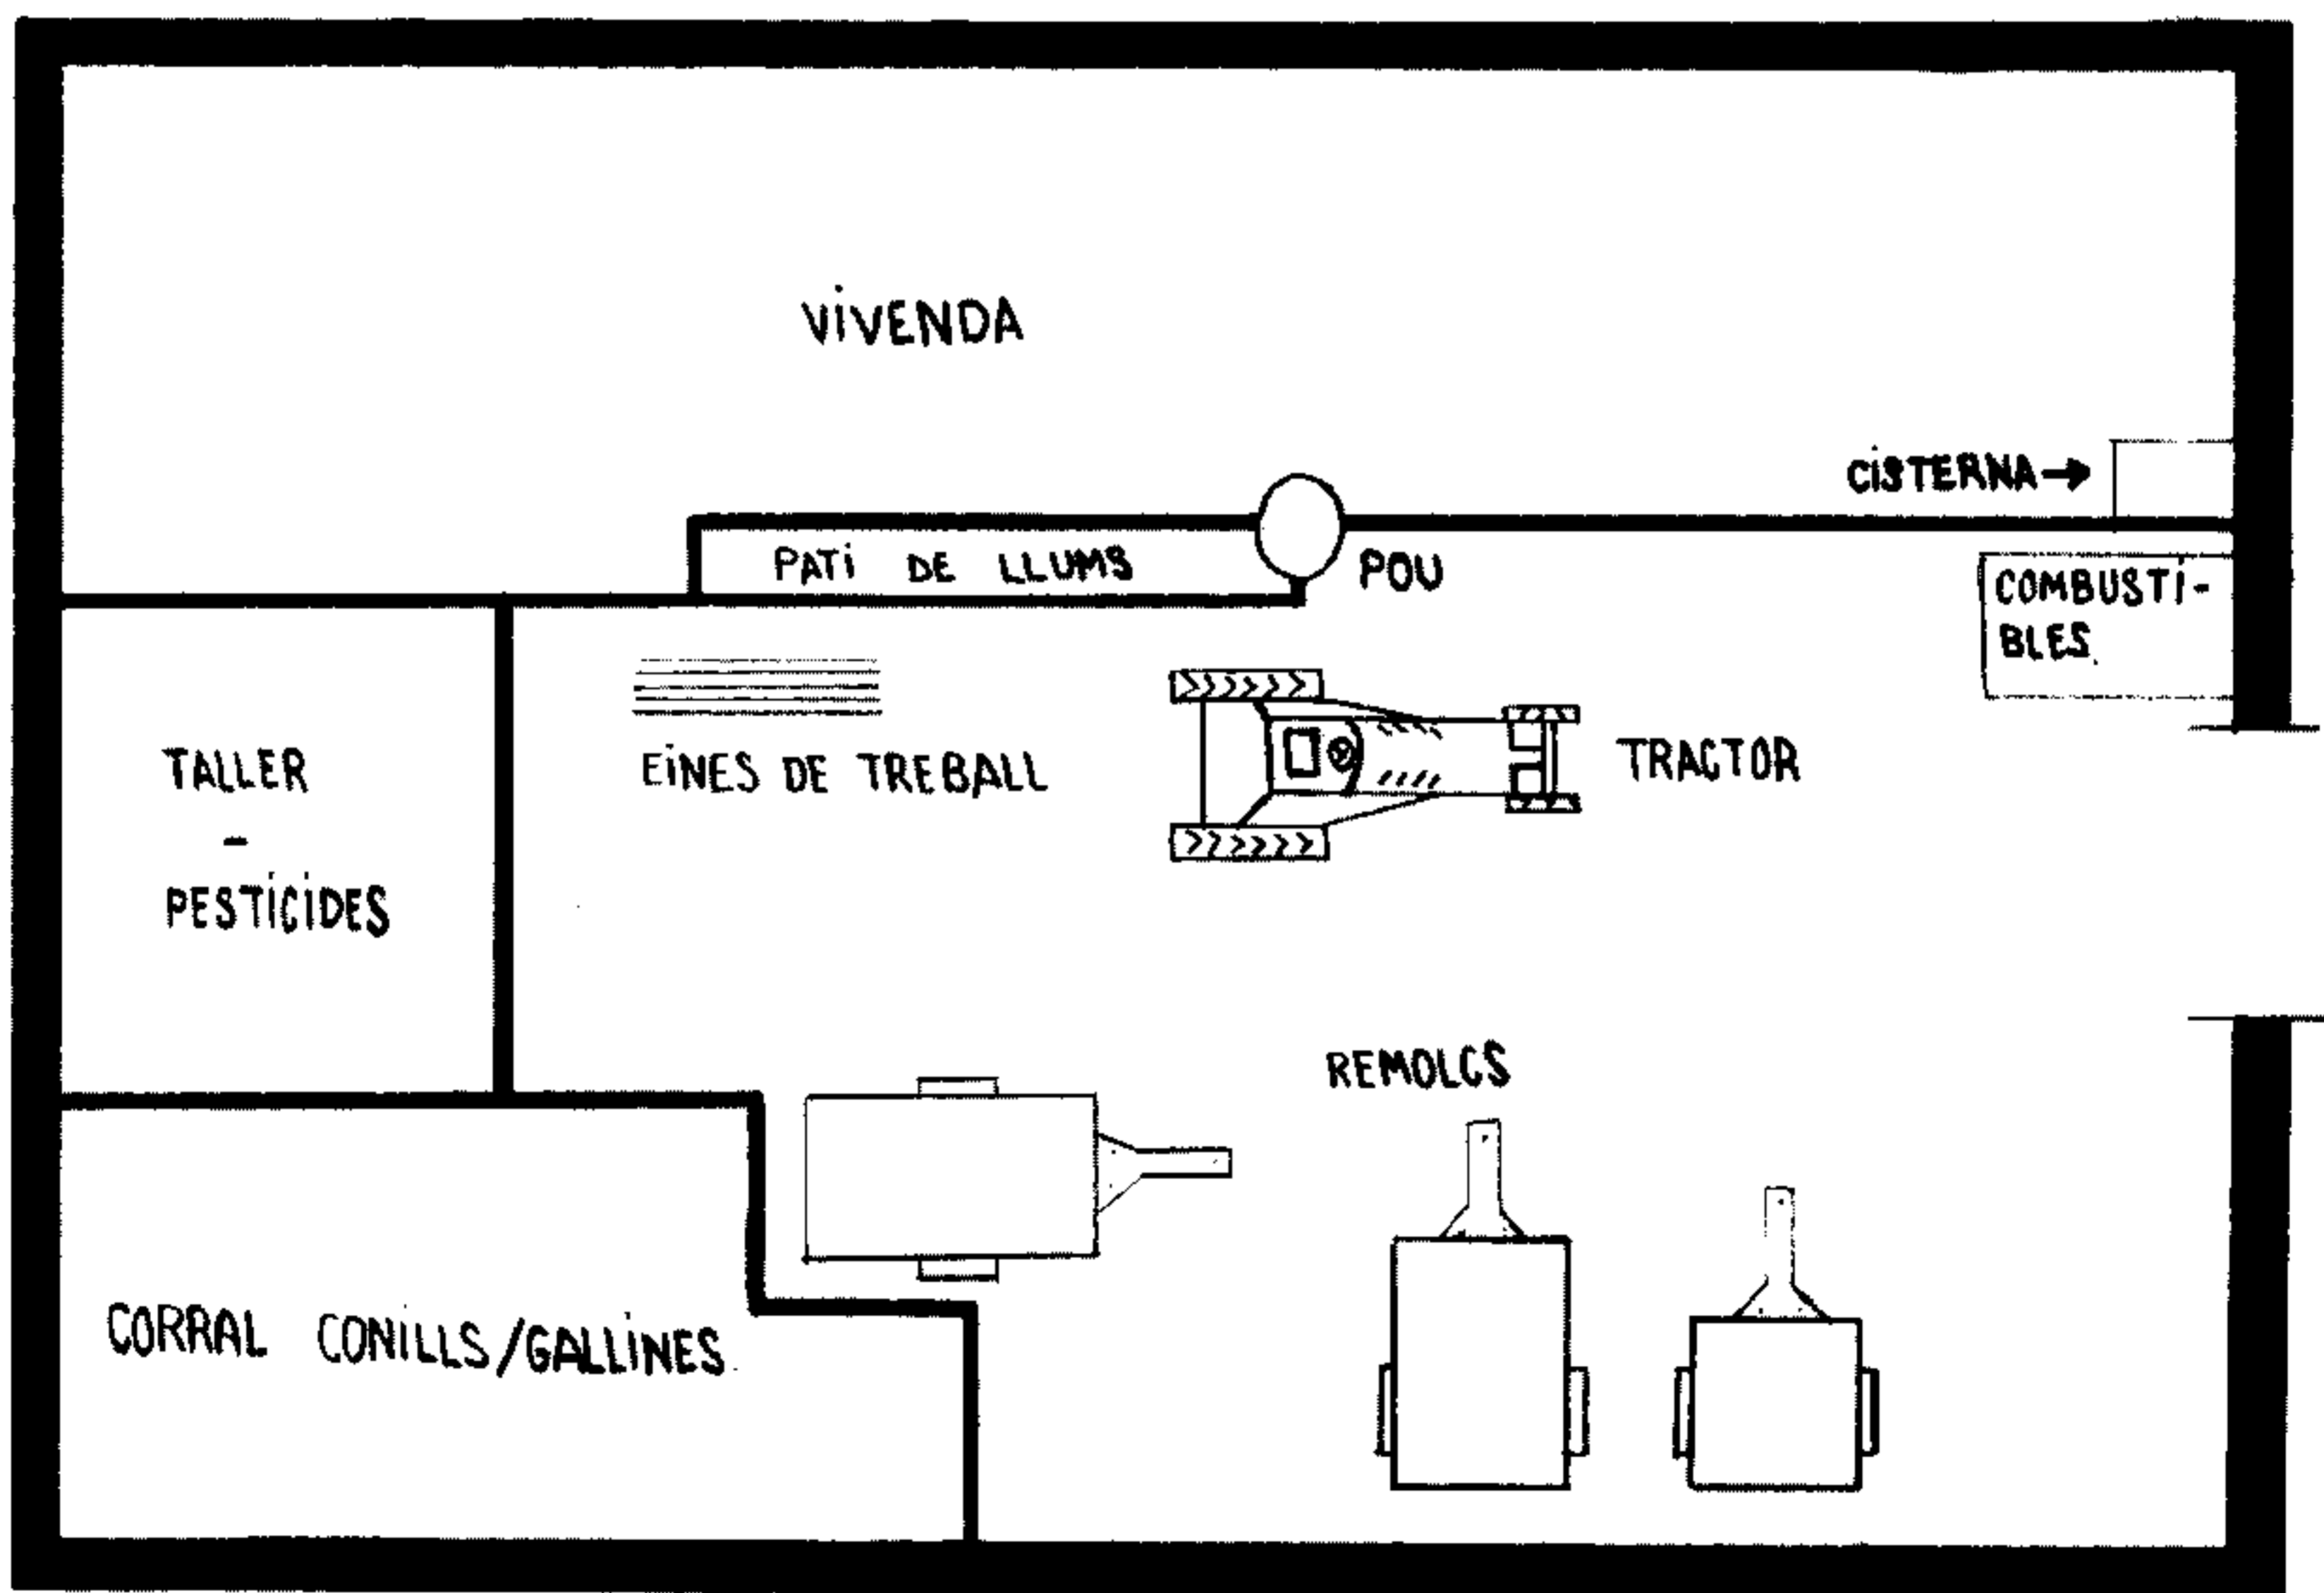 ViVENDA
CiSTERNA→
PATi DE LLUMS
POU
COMBUSTi-
BLES.
TALLER
-
PESTiCiDES
EiNES DE TREBALL
TRACTOR
REMOLCS
CORRAL CONiLLS/GALLiNES